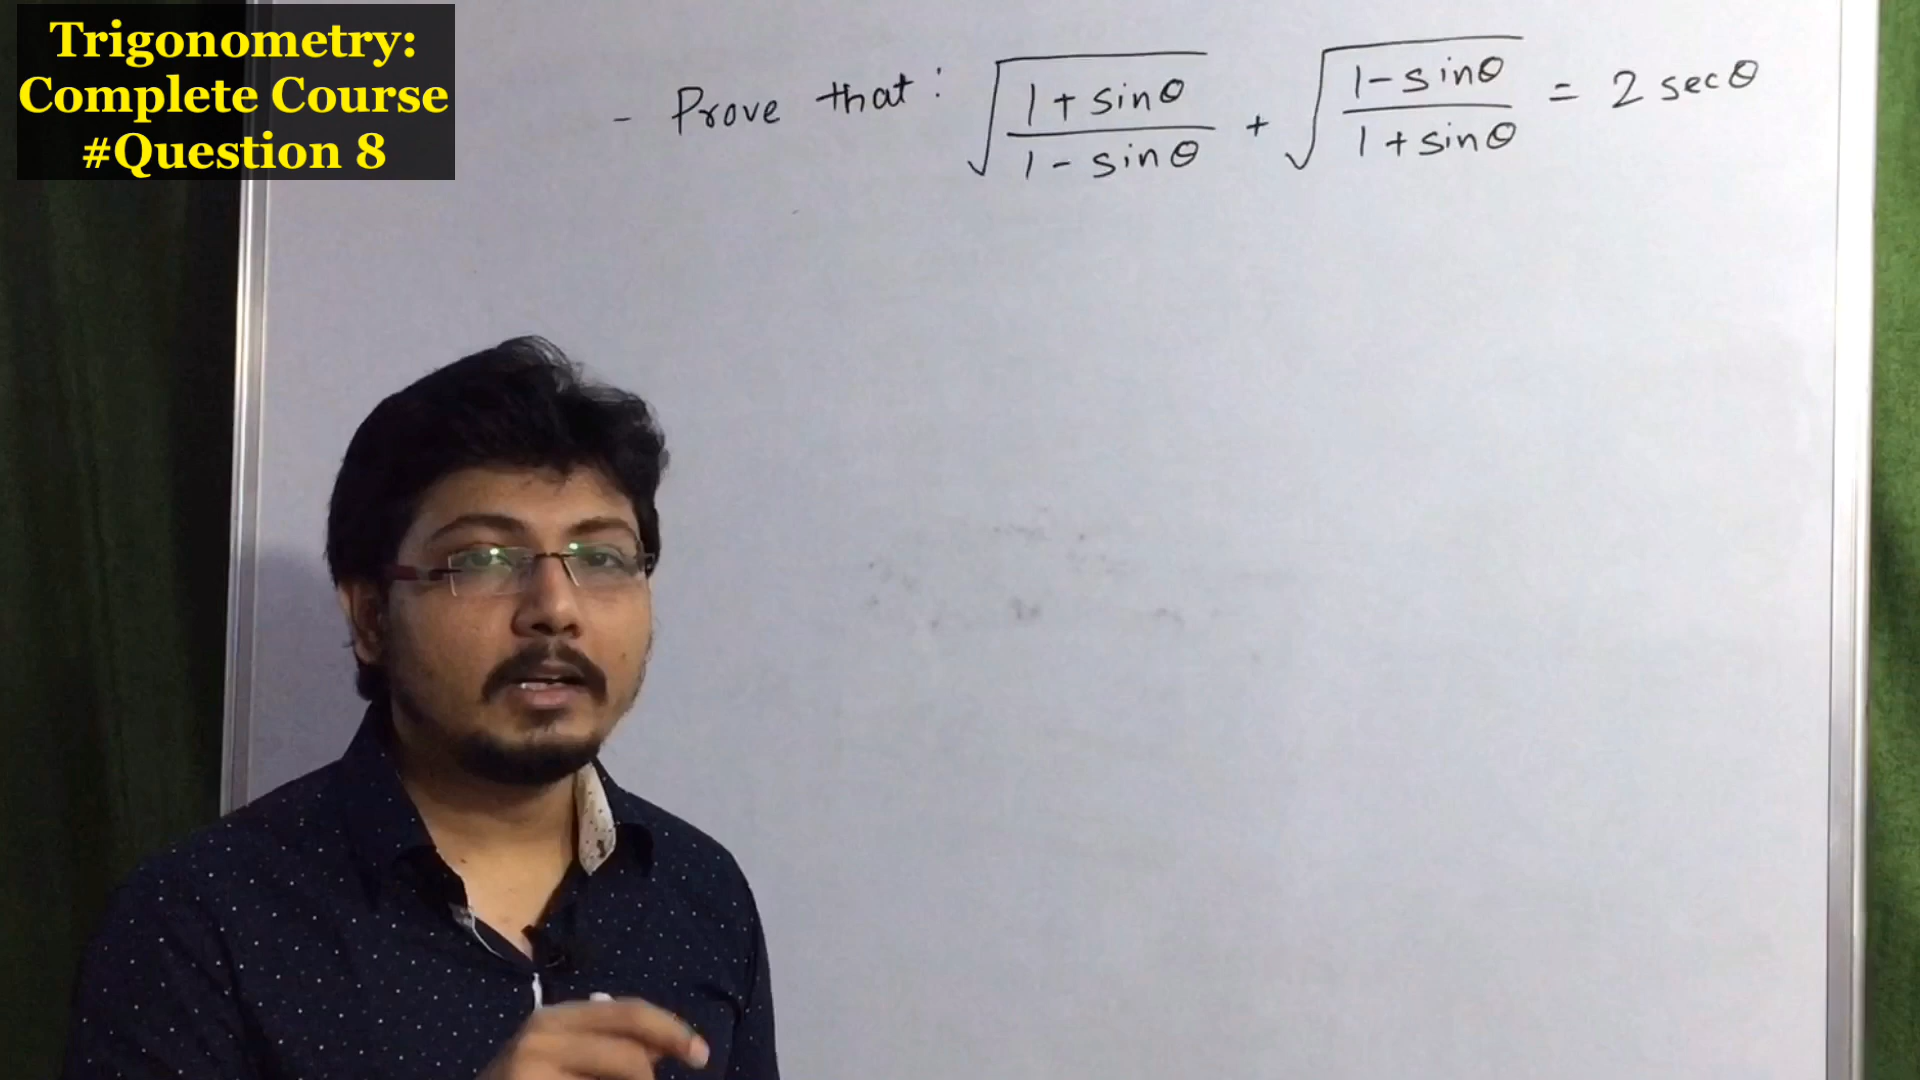 Trigonometry:
Complete Course
#Question 8
- Prove that : √((1 + sinθ)/(1 - sinθ)) + √((1 - sinθ)/(1 + sinθ)) = 2 secθ